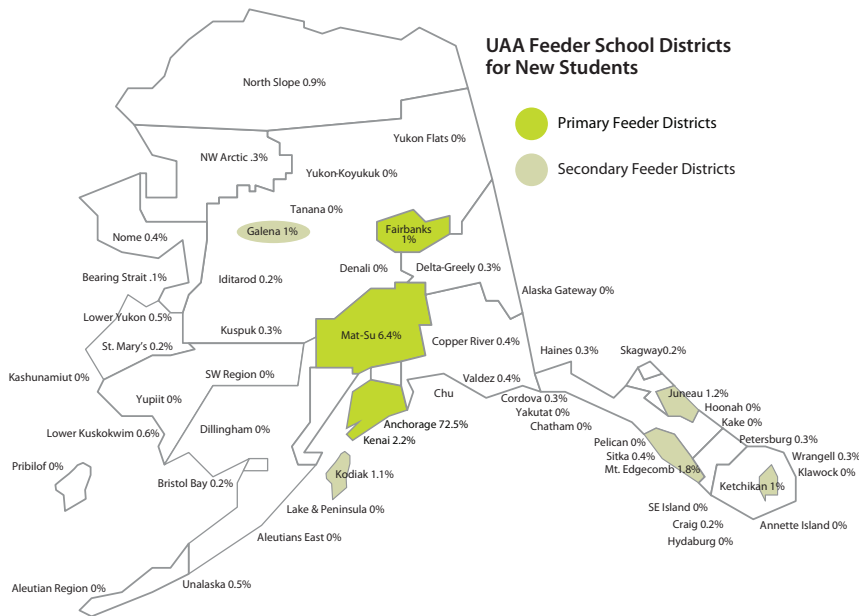 UAA Feeder School Districts
for New Students
Primary Feeder Districts
Secondary Feeder Districts
North Slope 0.9%
Yukon Flats 0%
NW Arctic .3%
Yukon-Koyukuk 0%
Tanana 0%
Galena 1%
Fairbanks
1%
Nome 0.4%
Bearing Strait .1%
Iditarod 0.2%
Denali 0%
Delta-Greely 0.3%
Alaska Gateway 0%
Lower Yukon 0.5%
Kuspuk 0.3%
Mat-Su 6.4%
Copper River 0.4%
St. Mary's 0.2%
Haines 0.3%
Skagway0.2%
Kashunamiut 0%
SW Region 0%
Valdez 0.4%
Chu
Juneau 1.2%
Yupiit 0%
Cordova 0.3%
Hoonah 0%
Yakutat 0%
Kake 0%
Anchorage 72.5%
Chatham 0%
Lower Kuskokwim 0.6%
Dillingham 0%
Kenai 2.2%
Pelican 0%
Petersburg 0.3%
Sitka 0.4%
Wrangell 0.3%
Pribilof 0%
Mt. Edgecomb 1.8%
Klawock 0%
Bristol Bay 0.2%
Kodiak 1.1%
Ketchikan 1%
Lake & Peninsula 0%
SE Island 0%
Craig 0.2%
Annette Island 0%
Aleutians East 0%
Hydaburg 0%
Unalaska 0.5%
Aleutian Region 0%